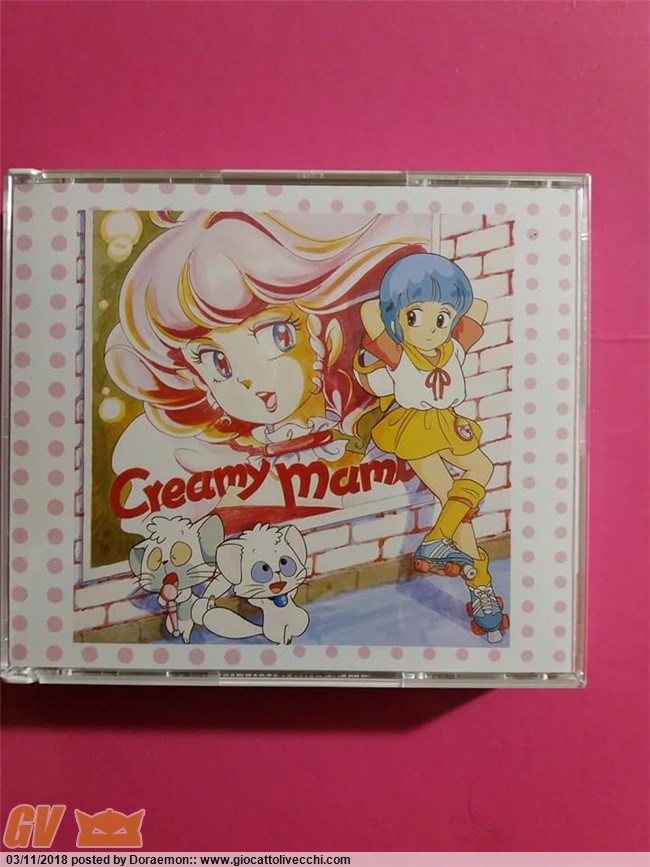 Creamy Mam
GV
03/11/2018 posted by Doraemon:: www.giocattolivecchi.com